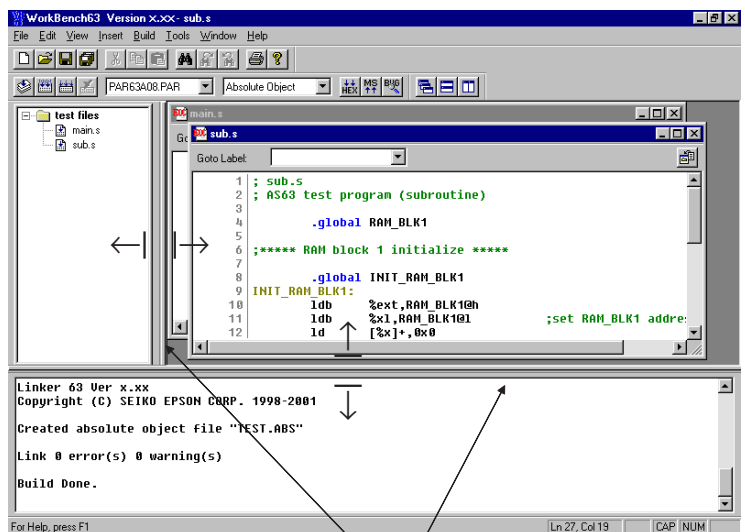 WorkBench63 Version x.xx- sub.s
File Edit View Insert Build Tools Window Help
PAR63A08.PAR Absolute Object HEX MS BUG
test files
main.s
sub.s
main.s
Go
sub.s
Goto Label:
1 ; sub.s
2 ; AS63 test program (subroutine)
3
4 .global RAM_BLK1
5
6 ;***** RAM block 1 initialize *****
7
8 .global INIT_RAM_BLK1
9 INIT_RAM_BLK1:
10 ldb %ext,RAM_BLK1@h
11 ldb %xl,RAM_BLK1@l ;set RAM_BLK1 addre
12 ld [%x]+,0x0
Linker 63 Ver x.xx
Copyright (C) SEIKO EPSON CORP. 1998-2001
Created absolute object file "TEST.ABS"
Link 0 error(s) 0 warning(s)
Build Done.
For Help, press F1 Ln 27, Col 19 CAP NUM